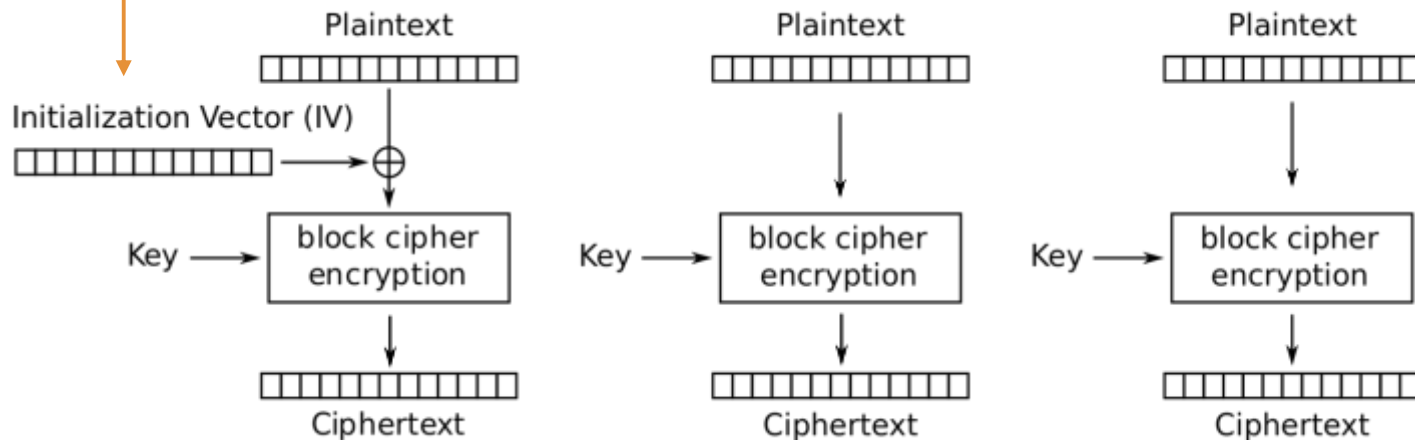 Plaintext
Plaintext
Plaintext
Initialization Vector (IV)
Key
block cipher
encryption
Key
block cipher
encryption
Key
block cipher
encryption
Ciphertext
Ciphertext
Ciphertext